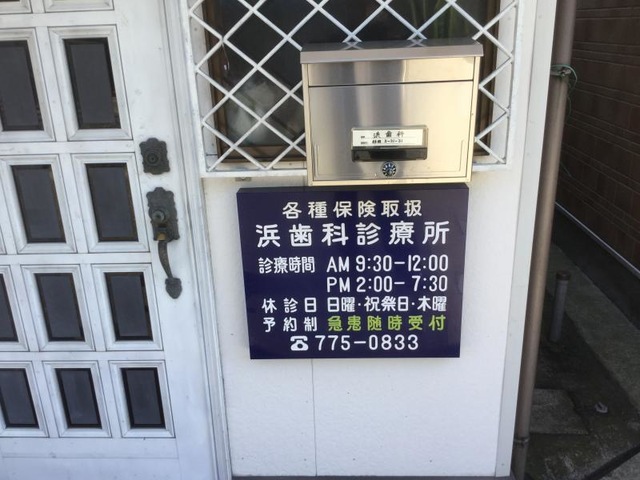 浜歯科
各種保険取扱
浜歯科診療所
診療時間 AM 9:30-12:00
PM 2:00-7:30
休診日 日曜・祝祭日・木曜
予約制 急患随時受付
☎775-0833